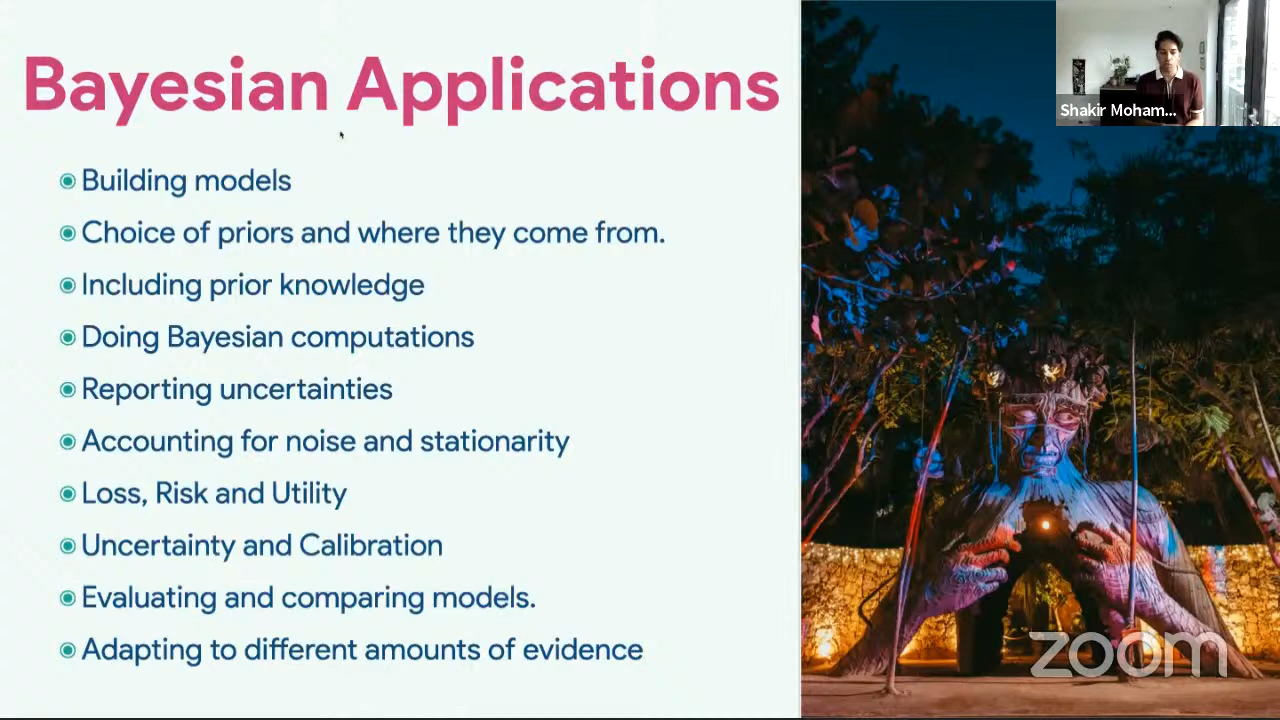 Bayesian Applications
Building models
Choice of priors and where they come from.
Including prior knowledge
Doing Bayesian computations
Reporting uncertainties
Accounting for noise and stationarity
Loss, Risk and Utility
Uncertainty and Calibration
Evaluating and comparing models.
Adapting to different amounts of evidence
Shakir Moham...
zoom